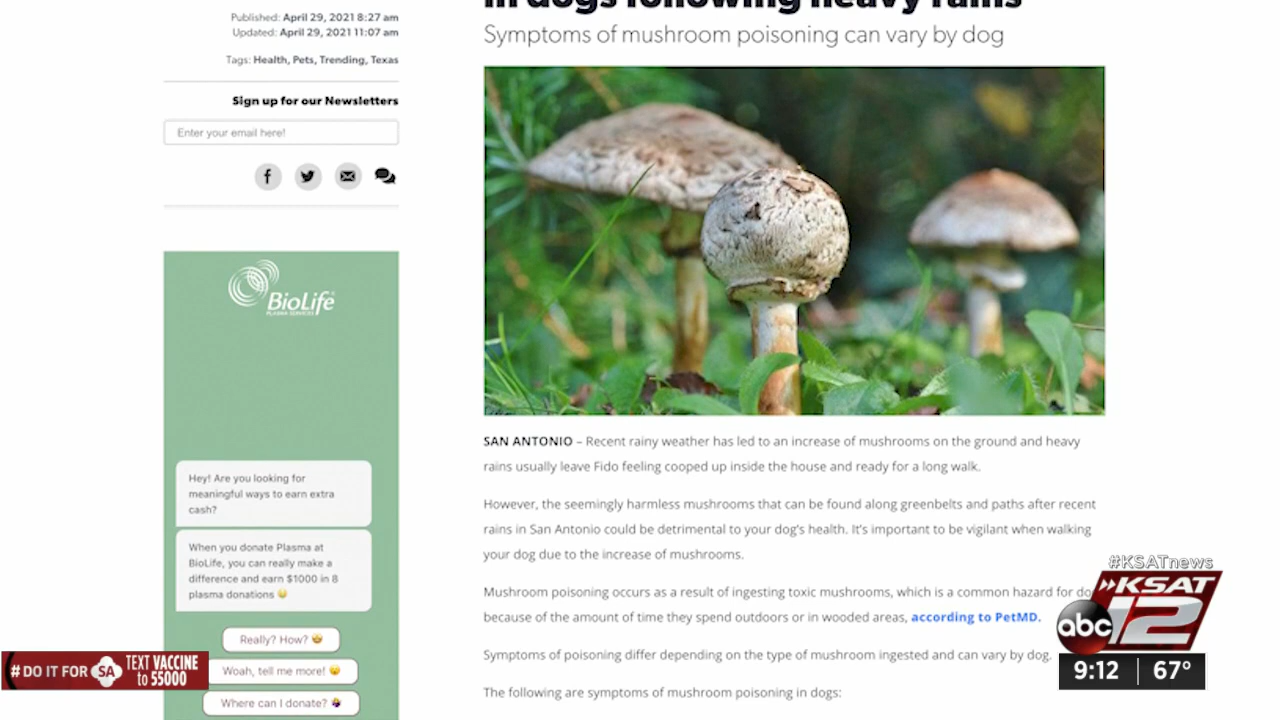 in dogs following heavy rains
Symptoms of mushroom poisoning can vary by dog
Published: April 29, 2021 8:27 am
Updated: April 29, 2021 11:07 am
Tags: Health, Pets, Trending, Texas
Sign up for our Newsletters
Enter your email here!
BioLife
PLASMA SERVICES
Hey! Are you looking for
meaningful ways to earn extra
cash?
When you donate Plasma at
BioLife, you can really make a
difference and earn $1000 in 8
plasma donations
Really? How?
Woah, tell me more!
Where can I donate?
SAN ANTONIO – Recent rainy weather has led to an increase of mushrooms on the ground and heavy
rains usually leave Fido feeling cooped up inside the house and ready for a long walk.
However, the seemingly harmless mushrooms that can be found along greenbelts and paths after recent
rains in San Antonio could be detrimental to your dog's health. It's important to be vigilant when walking
your dog due to the increase of mushrooms.
Mushroom poisoning occurs as a result of ingesting toxic mushrooms, which is a common hazard for do
because of the amount of time they spend outdoors or in wooded areas, according to PetMD.
Symptoms of poisoning differ depending on the type of mushroom ingested and can vary by dog.
The following are symptoms of mushroom poisoning in dogs:
#DO IT FOR SA TEXT VACCINE
to 55000
#KSATnews
KSAT
abc 12
9:12 67°